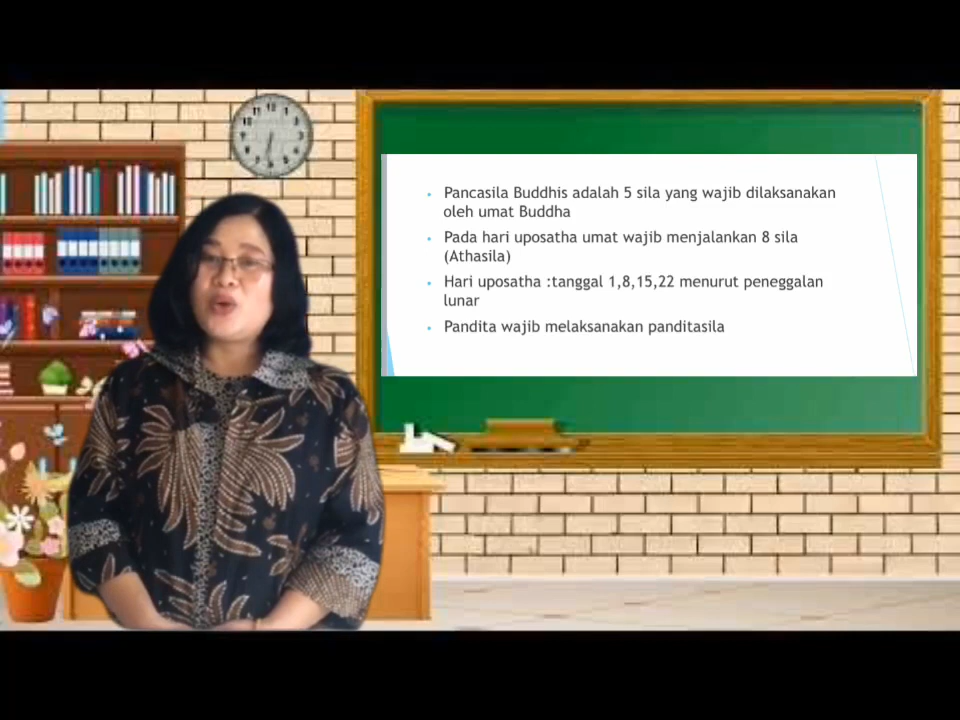 Pancasila Buddhis adalah 5 sila yang wajib dilaksanakan
oleh umat Buddha
Pada hari uposatha umat wajib menjalankan 8 sila
(Athasila)
Hari uposatha :tanggal 1,8,15,22 menurut peneggalan
lunar
Pandita wajib melaksanakan panditasila